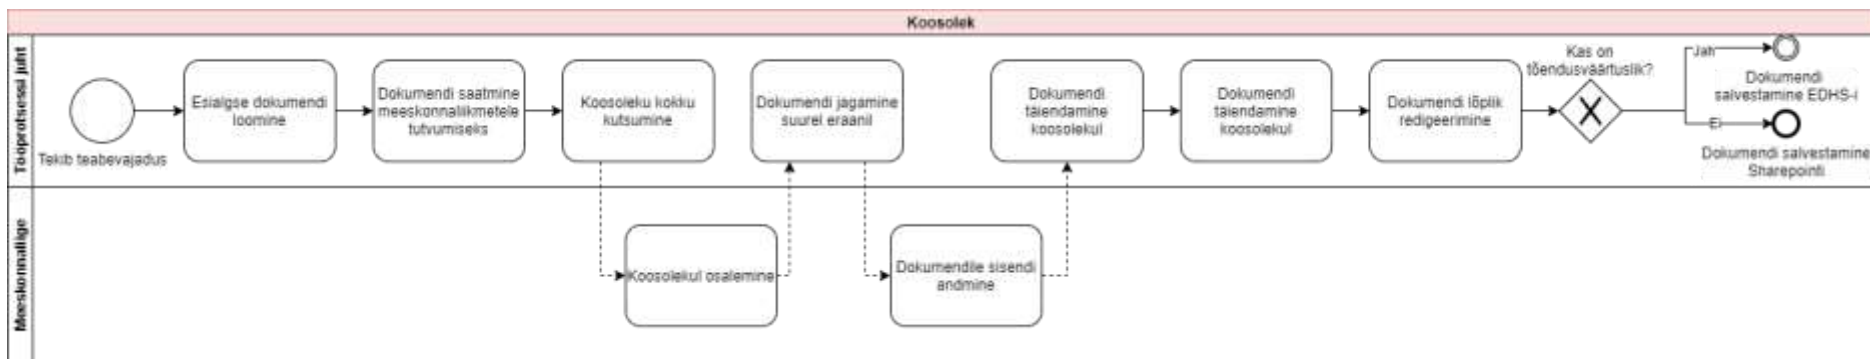 Koosolek
Tööprotsessi juht
Tekib teabevajadus
Esialgse dokumendi
loomine
Dokumendi saatmine
meeskonnaliikmetele
tutvumiseks
Koosoleku kokku
kutsumine
Dokumendi jagamine
suurel eraanil
Dokumendi
täiendamine
koosolekul
Dokumendi
täiendamine
koosolekul
Dokumendi lõplik
redigeerimine
Kas on
tõendusväärtuslik?
Jah
Dokumendi
salvestamine EDHS-i
Ei
Dokumendi salvestamine
Sharepointi
Meeskonnaliige
Koosolekul osalemine
Dokumendile sisendi
andmine